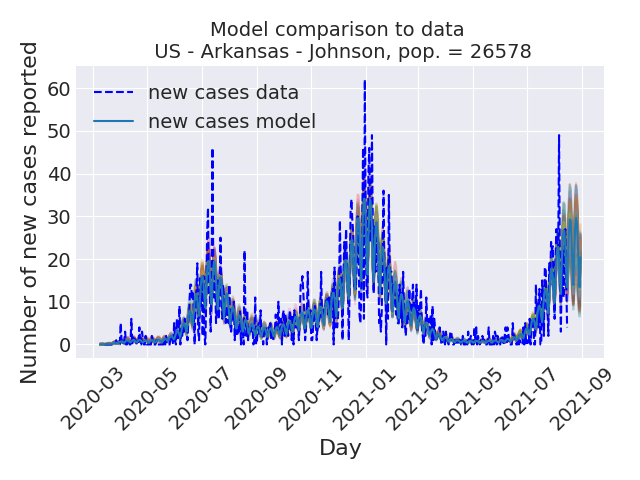 Model comparison to data
US - Arkansas - Johnson, pop. = 26578
new cases data
new cases model
Number of new cases reported
60
50
40
30
20
10
0
2020-03
2020-05
2020-07
2020-09
2020-11
2021-01
2021-03
2021-05
2021-07
2021-09
Day